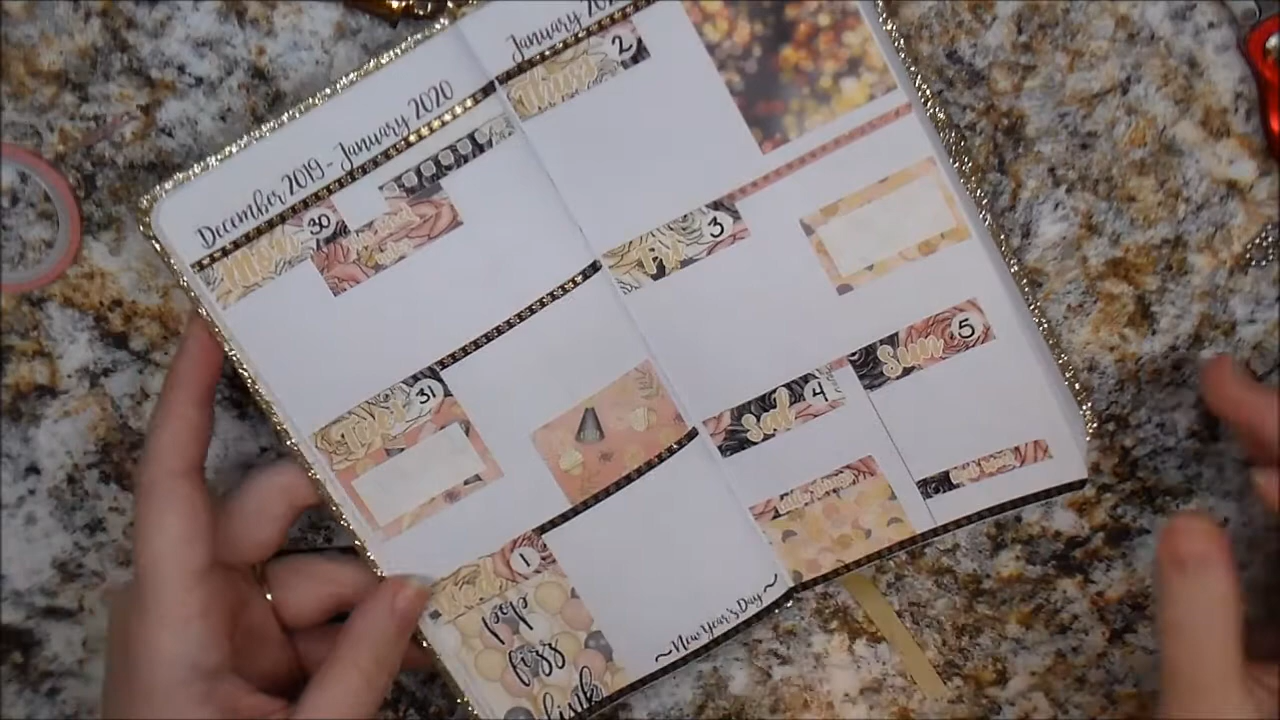 December 2019 - January 2020
Mon 30
Tues 31
Wed 1
pop
fizz
clink
~New Year's Day~
January
Thurs 2
Fri 3
Sat 4
Sun 5